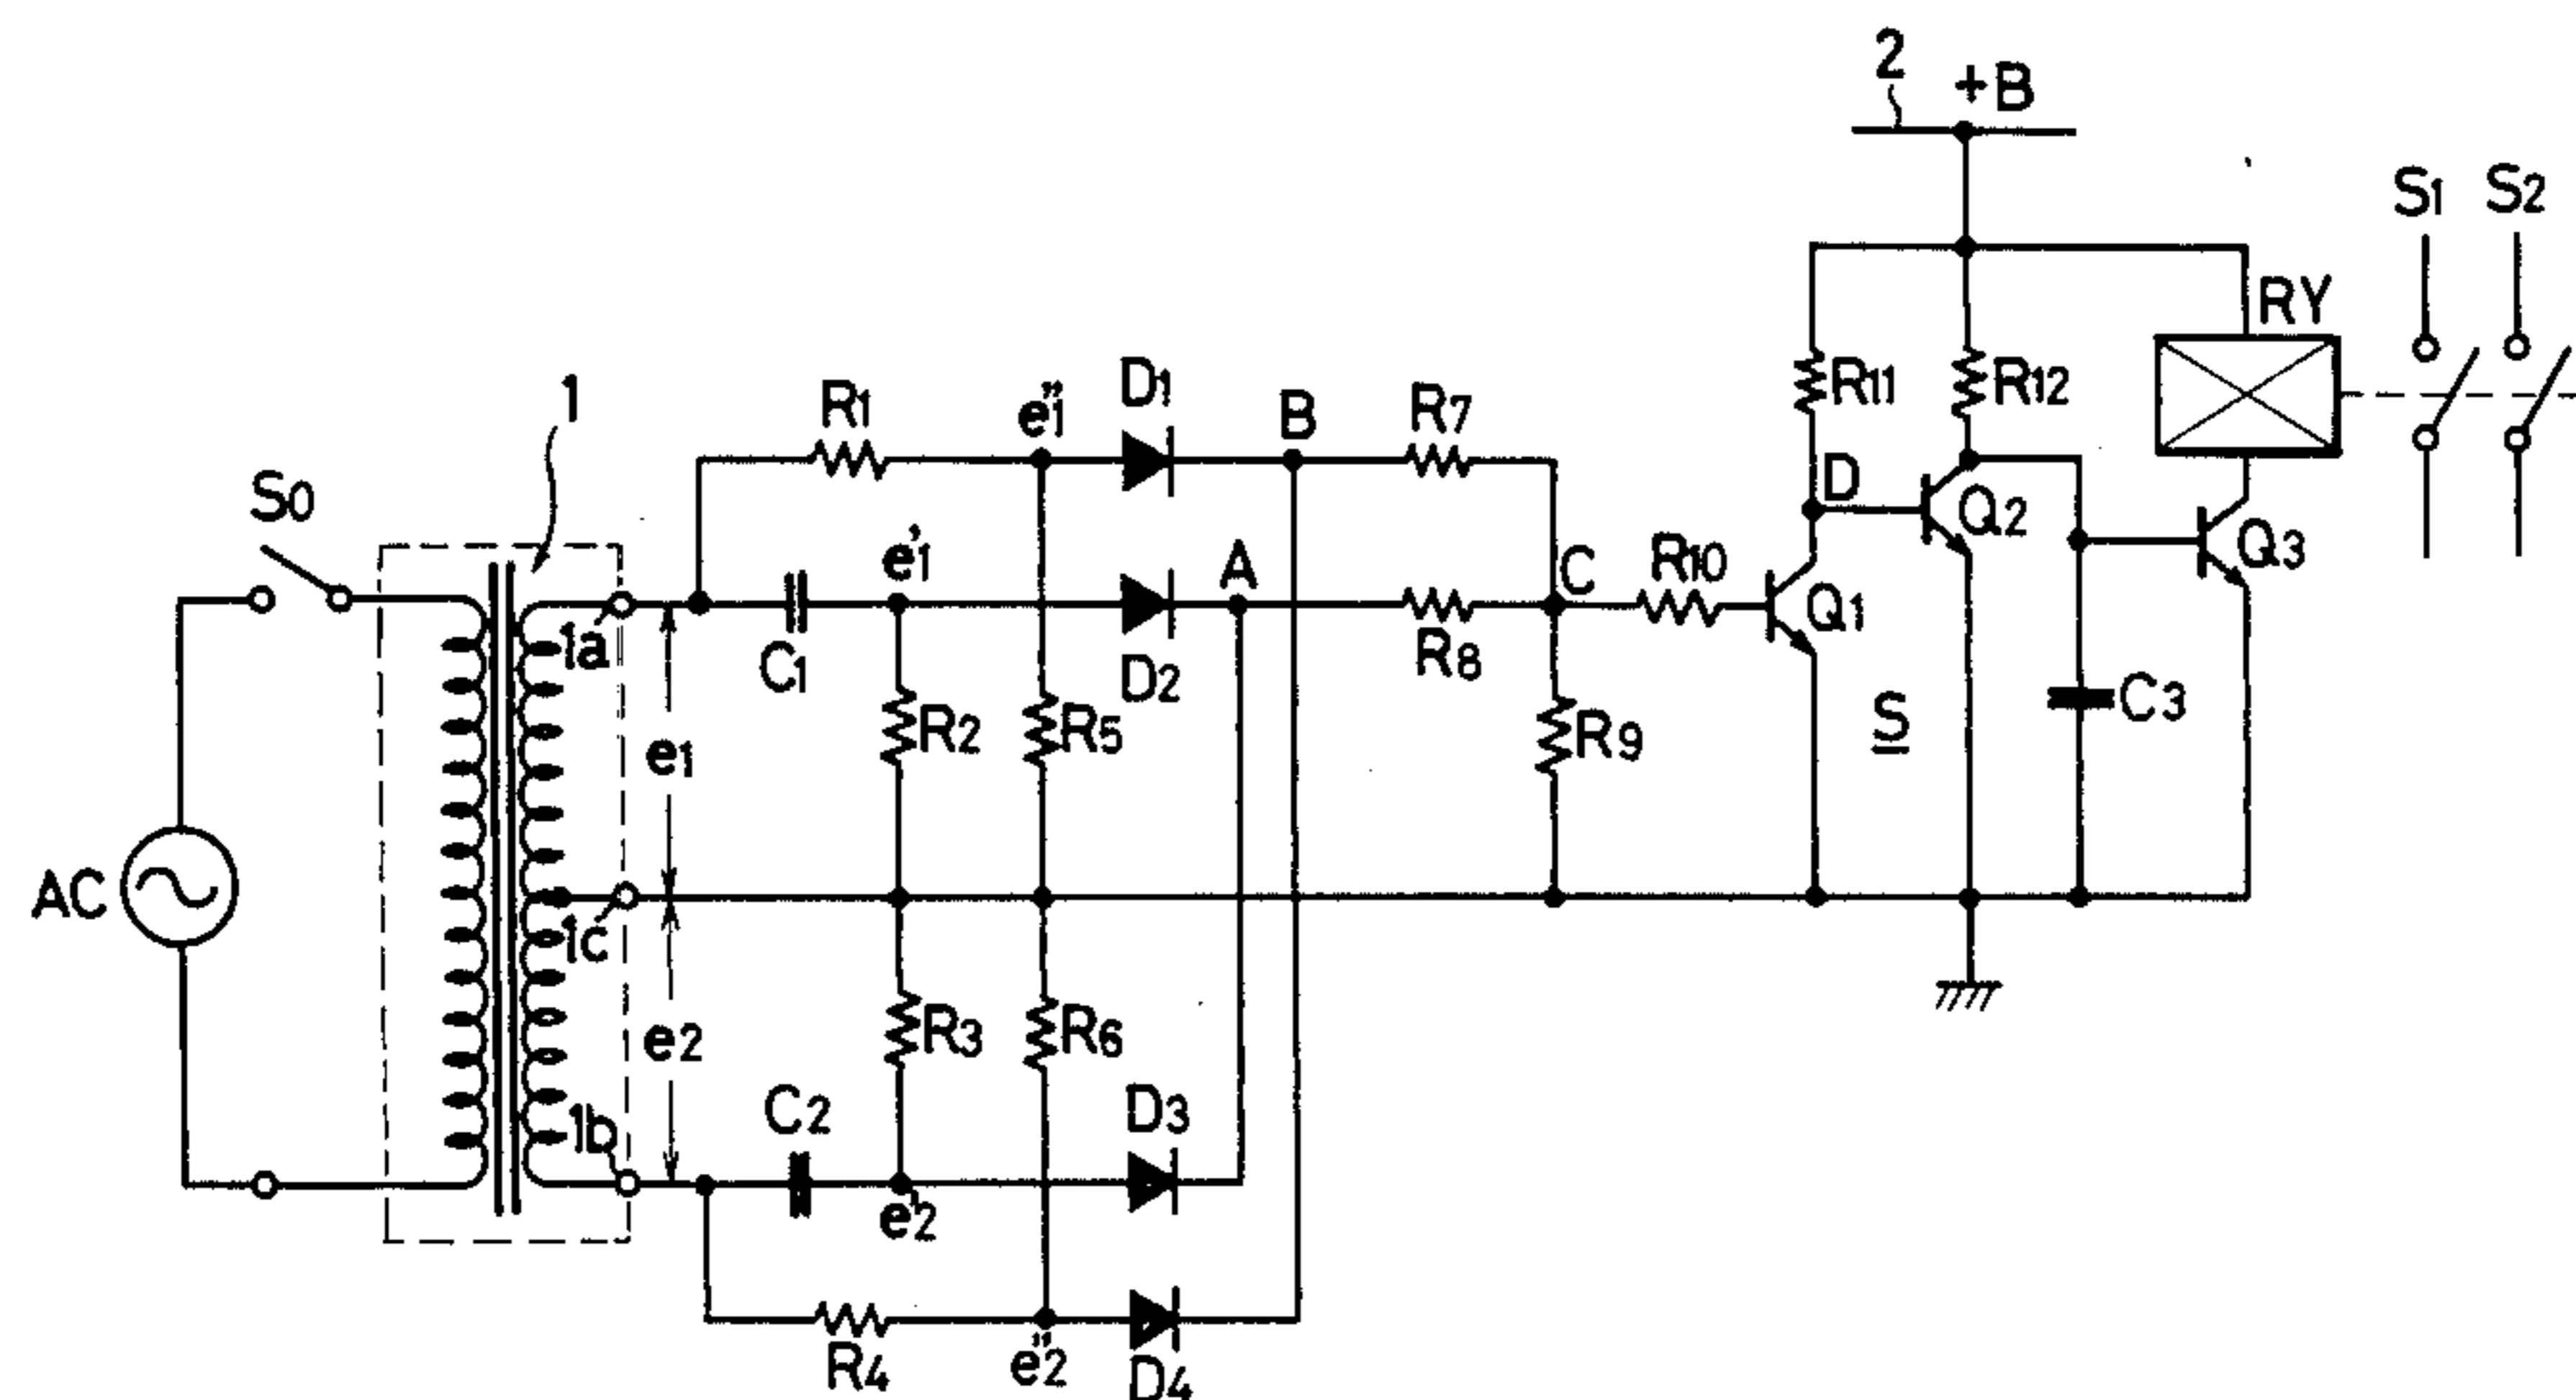 2
+B
S1 S2
RY
R1
e"1
D1
B
R7
R11
R12
1
S0
e'1
A
C
R10
D
Q2
Q3
1a
C1
D2
R8
Q1
R2
R5
R9
S
C3
e1
AC
1c
e2
R3
R6
1b
C2
D3
e'2
R4
e"2
D4